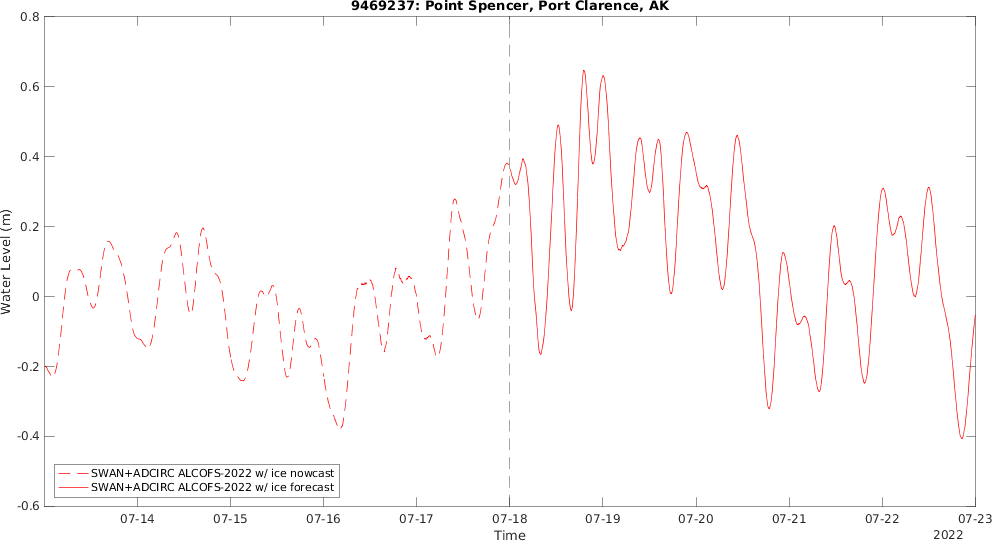 9469237: Point Spencer, Port Clarence, AK
0.8
0.6
0.4
0.2
0
-0.2
-0.4
-0.6
Water Level (m)
SWAN+ADCIRC ALCOFS-2022 w/ ice nowcast
SWAN+ADCIRC ALCOFS-2022 w/ ice forecast
07-14 07-15 07-16 07-17 07-18 07-19 07-20 07-21 07-22 07-23
Time
2022